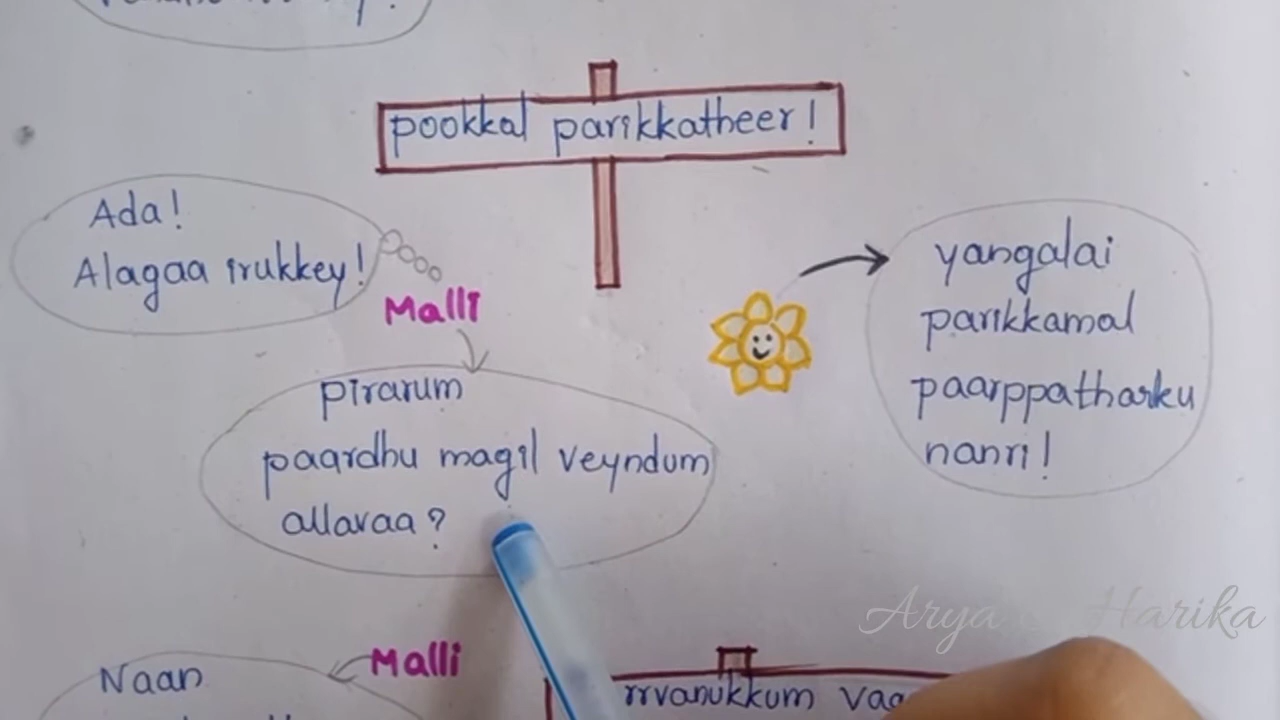 pookkal parikkatheer!
Ada!
Alagaa irukkey!
Malli
yangalai
parikkamal
paarppatharku
nanri!
pirarum
paardhu magil veyndum
allavaa?
Arya Harika
Malli
Naan